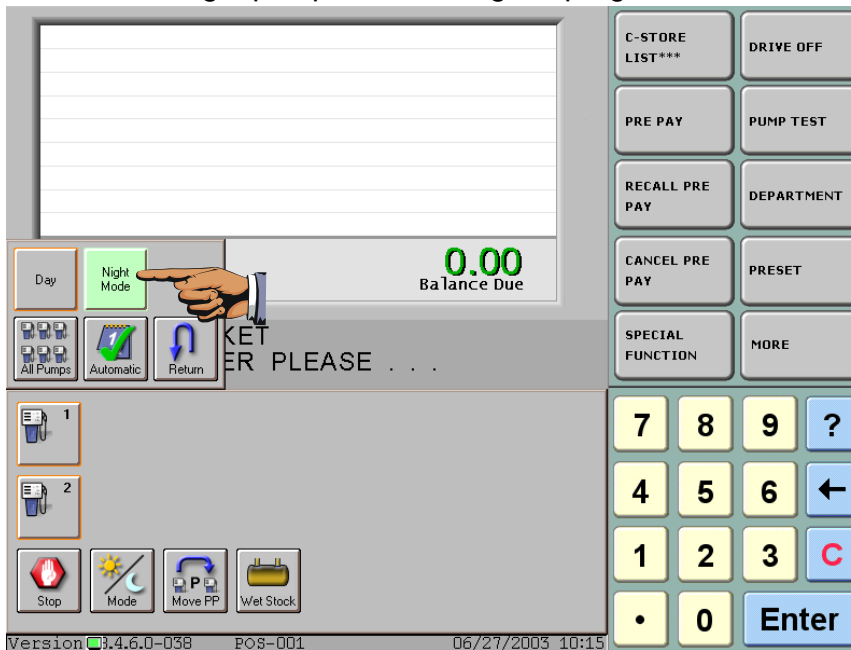 C-STORE
LIST***
DRIVE OFF
PRE PAY
PUMP TEST
RECALL PRE
PAY
DEPARTMENT
CANCEL PRE
PAY
PRESET
SPECIAL
FUNCTION
MORE
0.00
Balance Due
Day
Night
Mode
All Pumps
Automatic
Return
KET
ER PLEASE . . .
1
2
Stop
Mode
P
Move PP
Wet Stock
7 8 9 ?
4 5 6 ←
1 2 3 C
• 0 Enter
Version 3.4.6.0-038 POS-001 06/27/2003 10:15